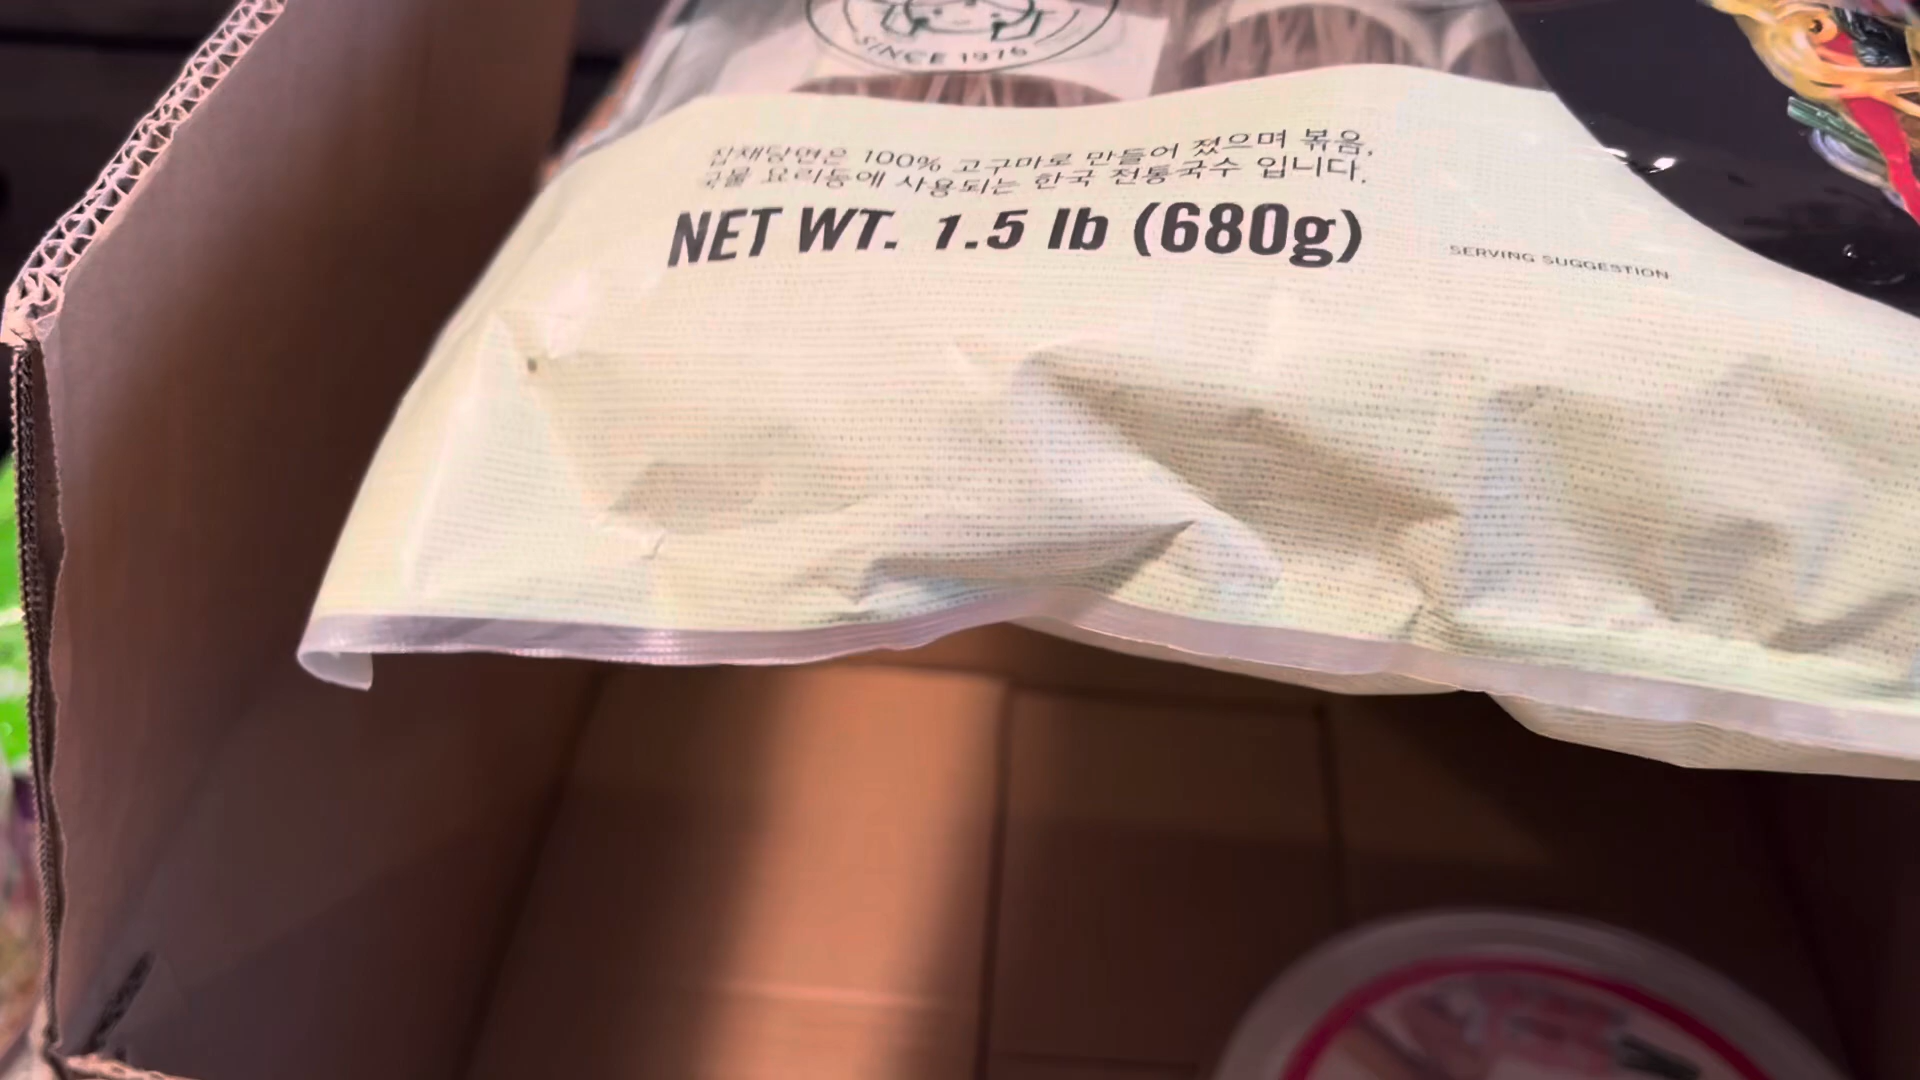 SINCE 1976
잡채당면은 100% 고구마로 만들어 졌으며 볶음,
국물 요리등에 사용되는 한국 전통국수 입니다.
NET WT. 1.5 lb (680g)
SERVING SUGGESTION